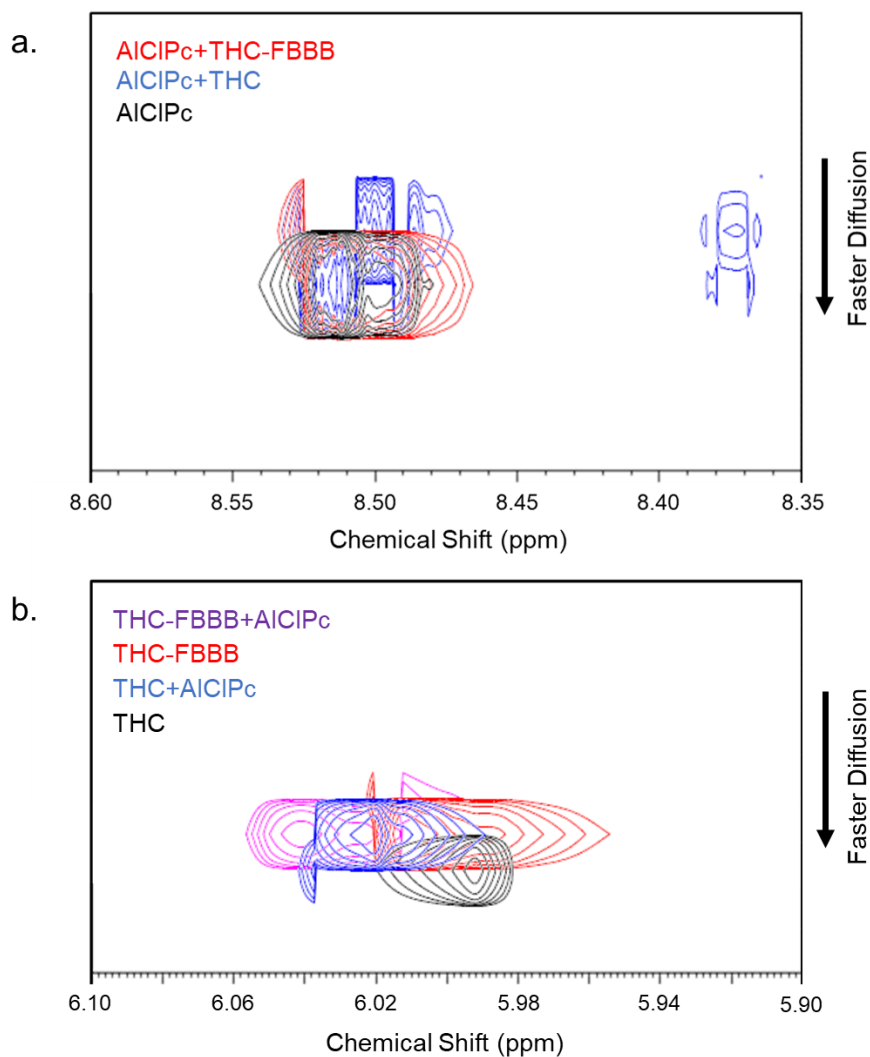 a.
AlClPc+THC-FBBB
AlClPc+THC
AlClPc
Faster Diffusion
8.60 8.55 8.50 8.45 8.40 8.35
Chemical Shift (ppm)
b.
THC-FBBB+AlClPc
THC-FBBB
THC+AlClPc
THC
Faster Diffusion
6.10 6.06 6.02 5.98 5.94 5.90
Chemical Shift (ppm)